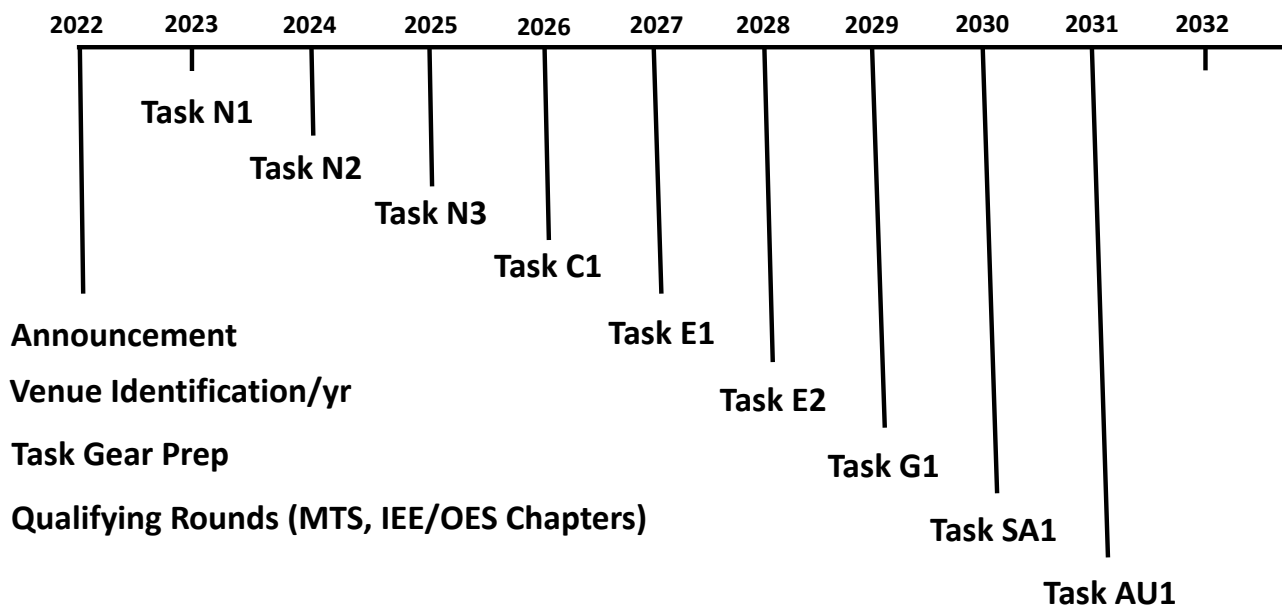 2022 2023 2024 2025 2026 2027 2028 2029 2030 2031 2032
Task N1
Task N2
Task N3
Task C1
Task E1
Announcement
Venue Identification/yr
Task E2
Task Gear Prep
Task G1
Qualifying Rounds (MTS, IEE/OES Chapters)
Task SA1
Task AU1